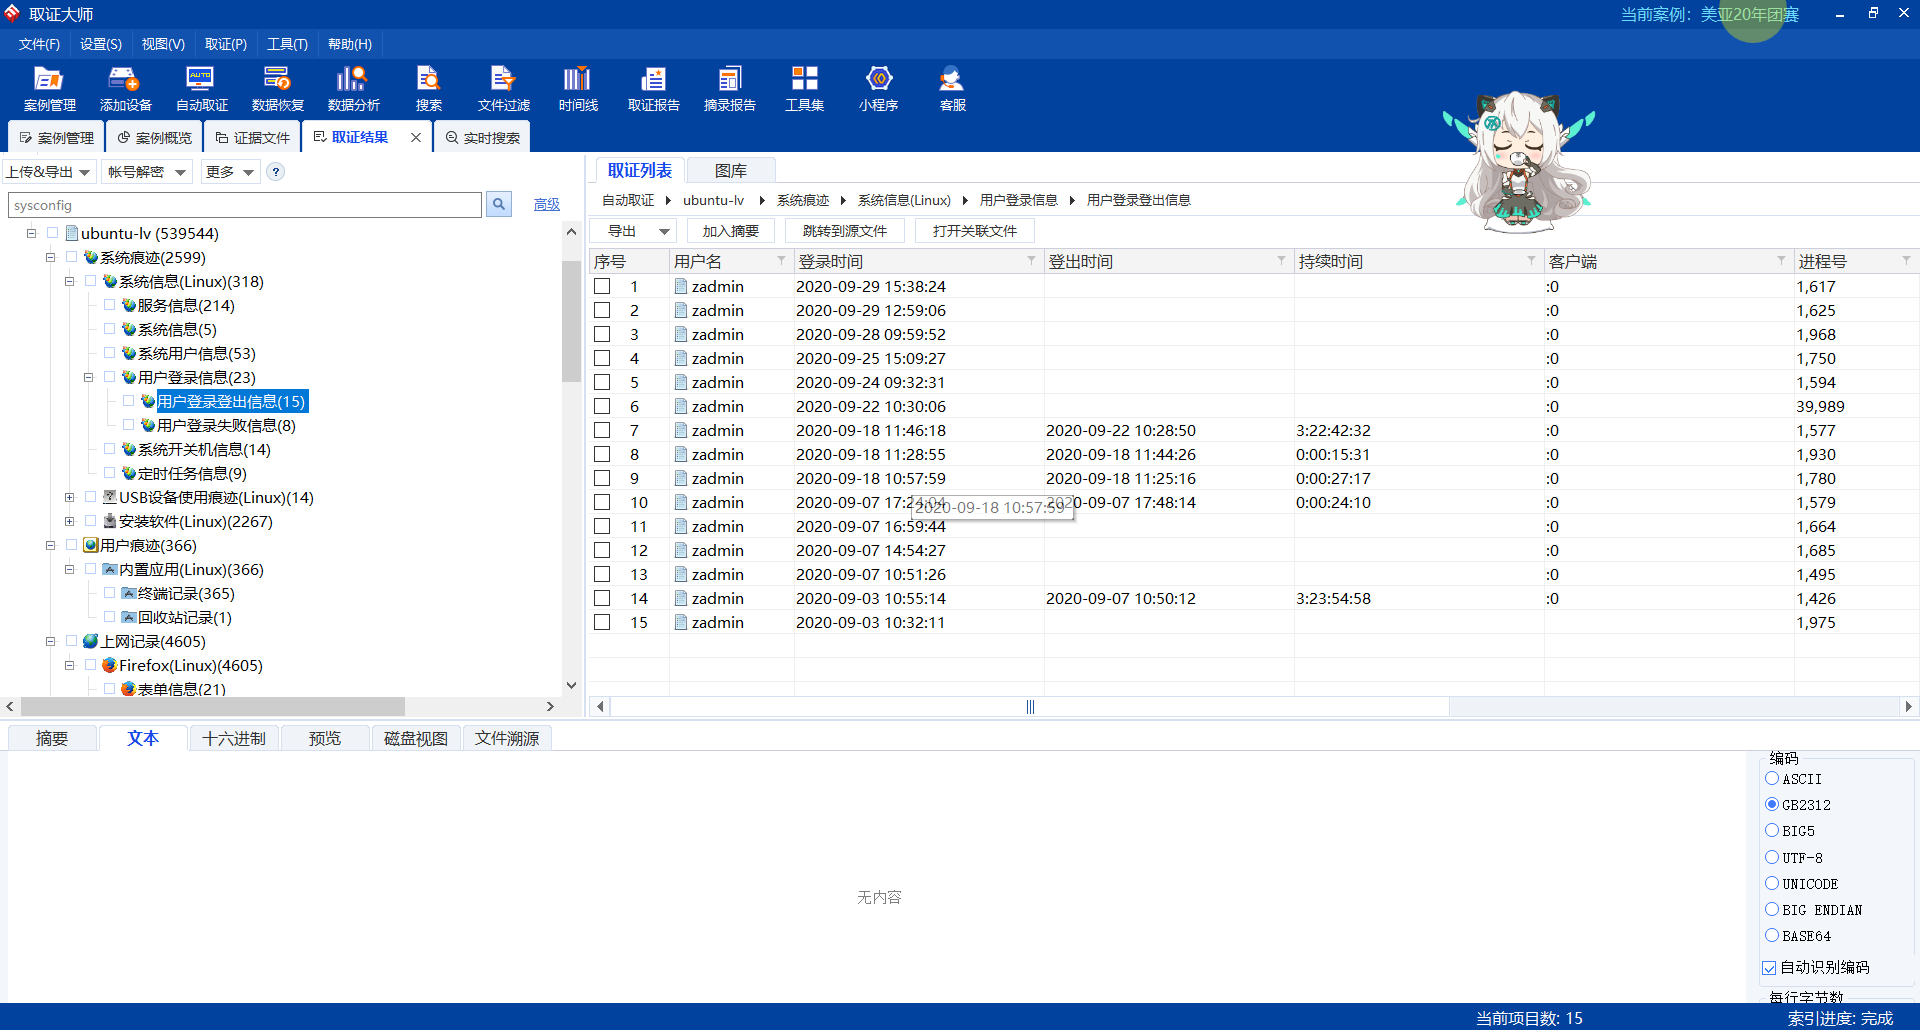 取证大师
当前案例: 美亚20年团赛
文件(F) 设置(S) 视图(V) 取证(P) 工具(T) 帮助(H)
案例管理 添加设备 自动取证 数据恢复 数据分析 搜索 文件过滤 时间线 取证报告 摘录报告 工具集 小程序 客服
案例管理 案例概览 证据文件 取证结果 实时搜索
上传&导出 帐号解密 更多 ?
sysconfig 高级
ubuntu-lv (539544)
系统痕迹(2599)
系统信息(Linux)(318)
服务信息(214)
系统信息(5)
系统用户信息(53)
用户登录信息(23)
用户登录登出信息(15)
用户登录失败信息(8)
系统开关机信息(14)
定时任务信息(9)
USB设备使用痕迹(Linux)(14)
安装软件(Linux)(2267)
用户痕迹(366)
内置应用(Linux)(366)
终端记录(365)
回收站记录(1)
上网记录(4605)
Firefox(Linux)(4605)
表单信息(21)
取证列表 图库
自动取证 ubuntu-lv 系统痕迹 系统信息(Linux) 用户登录信息 用户登录登出信息
导出 加入摘要 跳转到源文件 打开关联文件
序号 用户名 登录时间 登出时间 持续时间 客户端 进程号
1 zadmin 2020-09-29 15:38:24 :0 1,617
2 zadmin 2020-09-29 12:59:06 :0 1,625
3 zadmin 2020-09-28 09:59:52 :0 1,968
4 zadmin 2020-09-25 15:09:27 :0 1,750
5 zadmin 2020-09-24 09:32:31 :0 1,594
6 zadmin 2020-09-22 10:30:06 :0 39,989
7 zadmin 2020-09-18 11:46:18 2020-09-22 10:28:50 3:22:42:32 :0 1,577
8 zadmin 2020-09-18 11:28:55 2020-09-18 11:44:26 0:00:15:31 :0 1,930
9 zadmin 2020-09-18 10:57:59 2020-09-18 11:25:16 0:00:27:17 :0 1,780
10 zadmin 2020-09-07 17:24:04 2020-09-07 17:48:14 0:00:24:10 :0 1,579
2020-09-18 10:57:59
11 zadmin 2020-09-07 16:59:44 :0 1,664
12 zadmin 2020-09-07 14:54:27 :0 1,685
13 zadmin 2020-09-07 10:51:26 :0 1,495
14 zadmin 2020-09-03 10:55:14 2020-09-07 10:50:12 3:23:54:58 :0 1,426
15 zadmin 2020-09-03 10:32:11 1,975
摘要 文本 十六进制 预览 磁盘视图 文件溯源
无内容
编码
ASCII
GB2312
BIG5
UTF-8
UNICODE
BIG ENDIAN
BASE64
自动识别编码
每行字节数
当前项目数: 15 索引进度: 完成